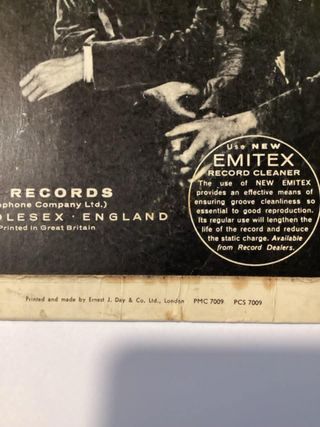 Use NEW
EMITEX
RECORD CLEANER
The use of NEW EMITEX
provides an effective means of
ensuring groove cleanliness so
essential to good reproduction.
Its regular use will lengthen the
life of the record and reduce
the static charge. Available
from Record Dealers.
RECORDS
ophone Company Ltd.)
LESEX · ENGLAND
Printed in Great Britain
Printed and made by Ernest J. Day & Co. Ltd., London PMC 7009 PCS 7009